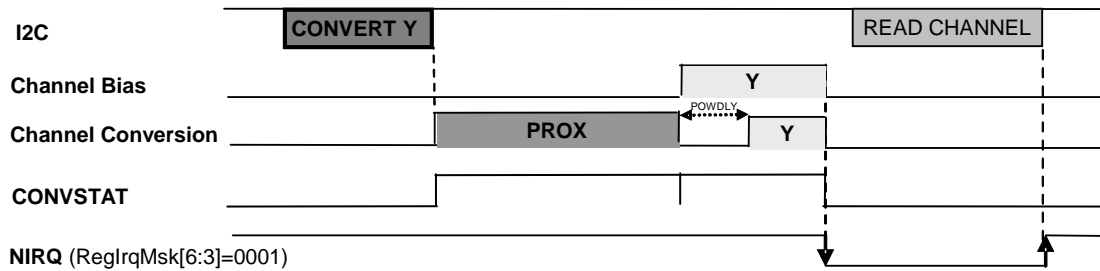 I2C CONVERT Y READ CHANNEL
Channel Bias Y
POWDLY
Channel Conversion PROX Y
CONVSTAT
NIRQ (RegIrqMsk[6:3]=0001)